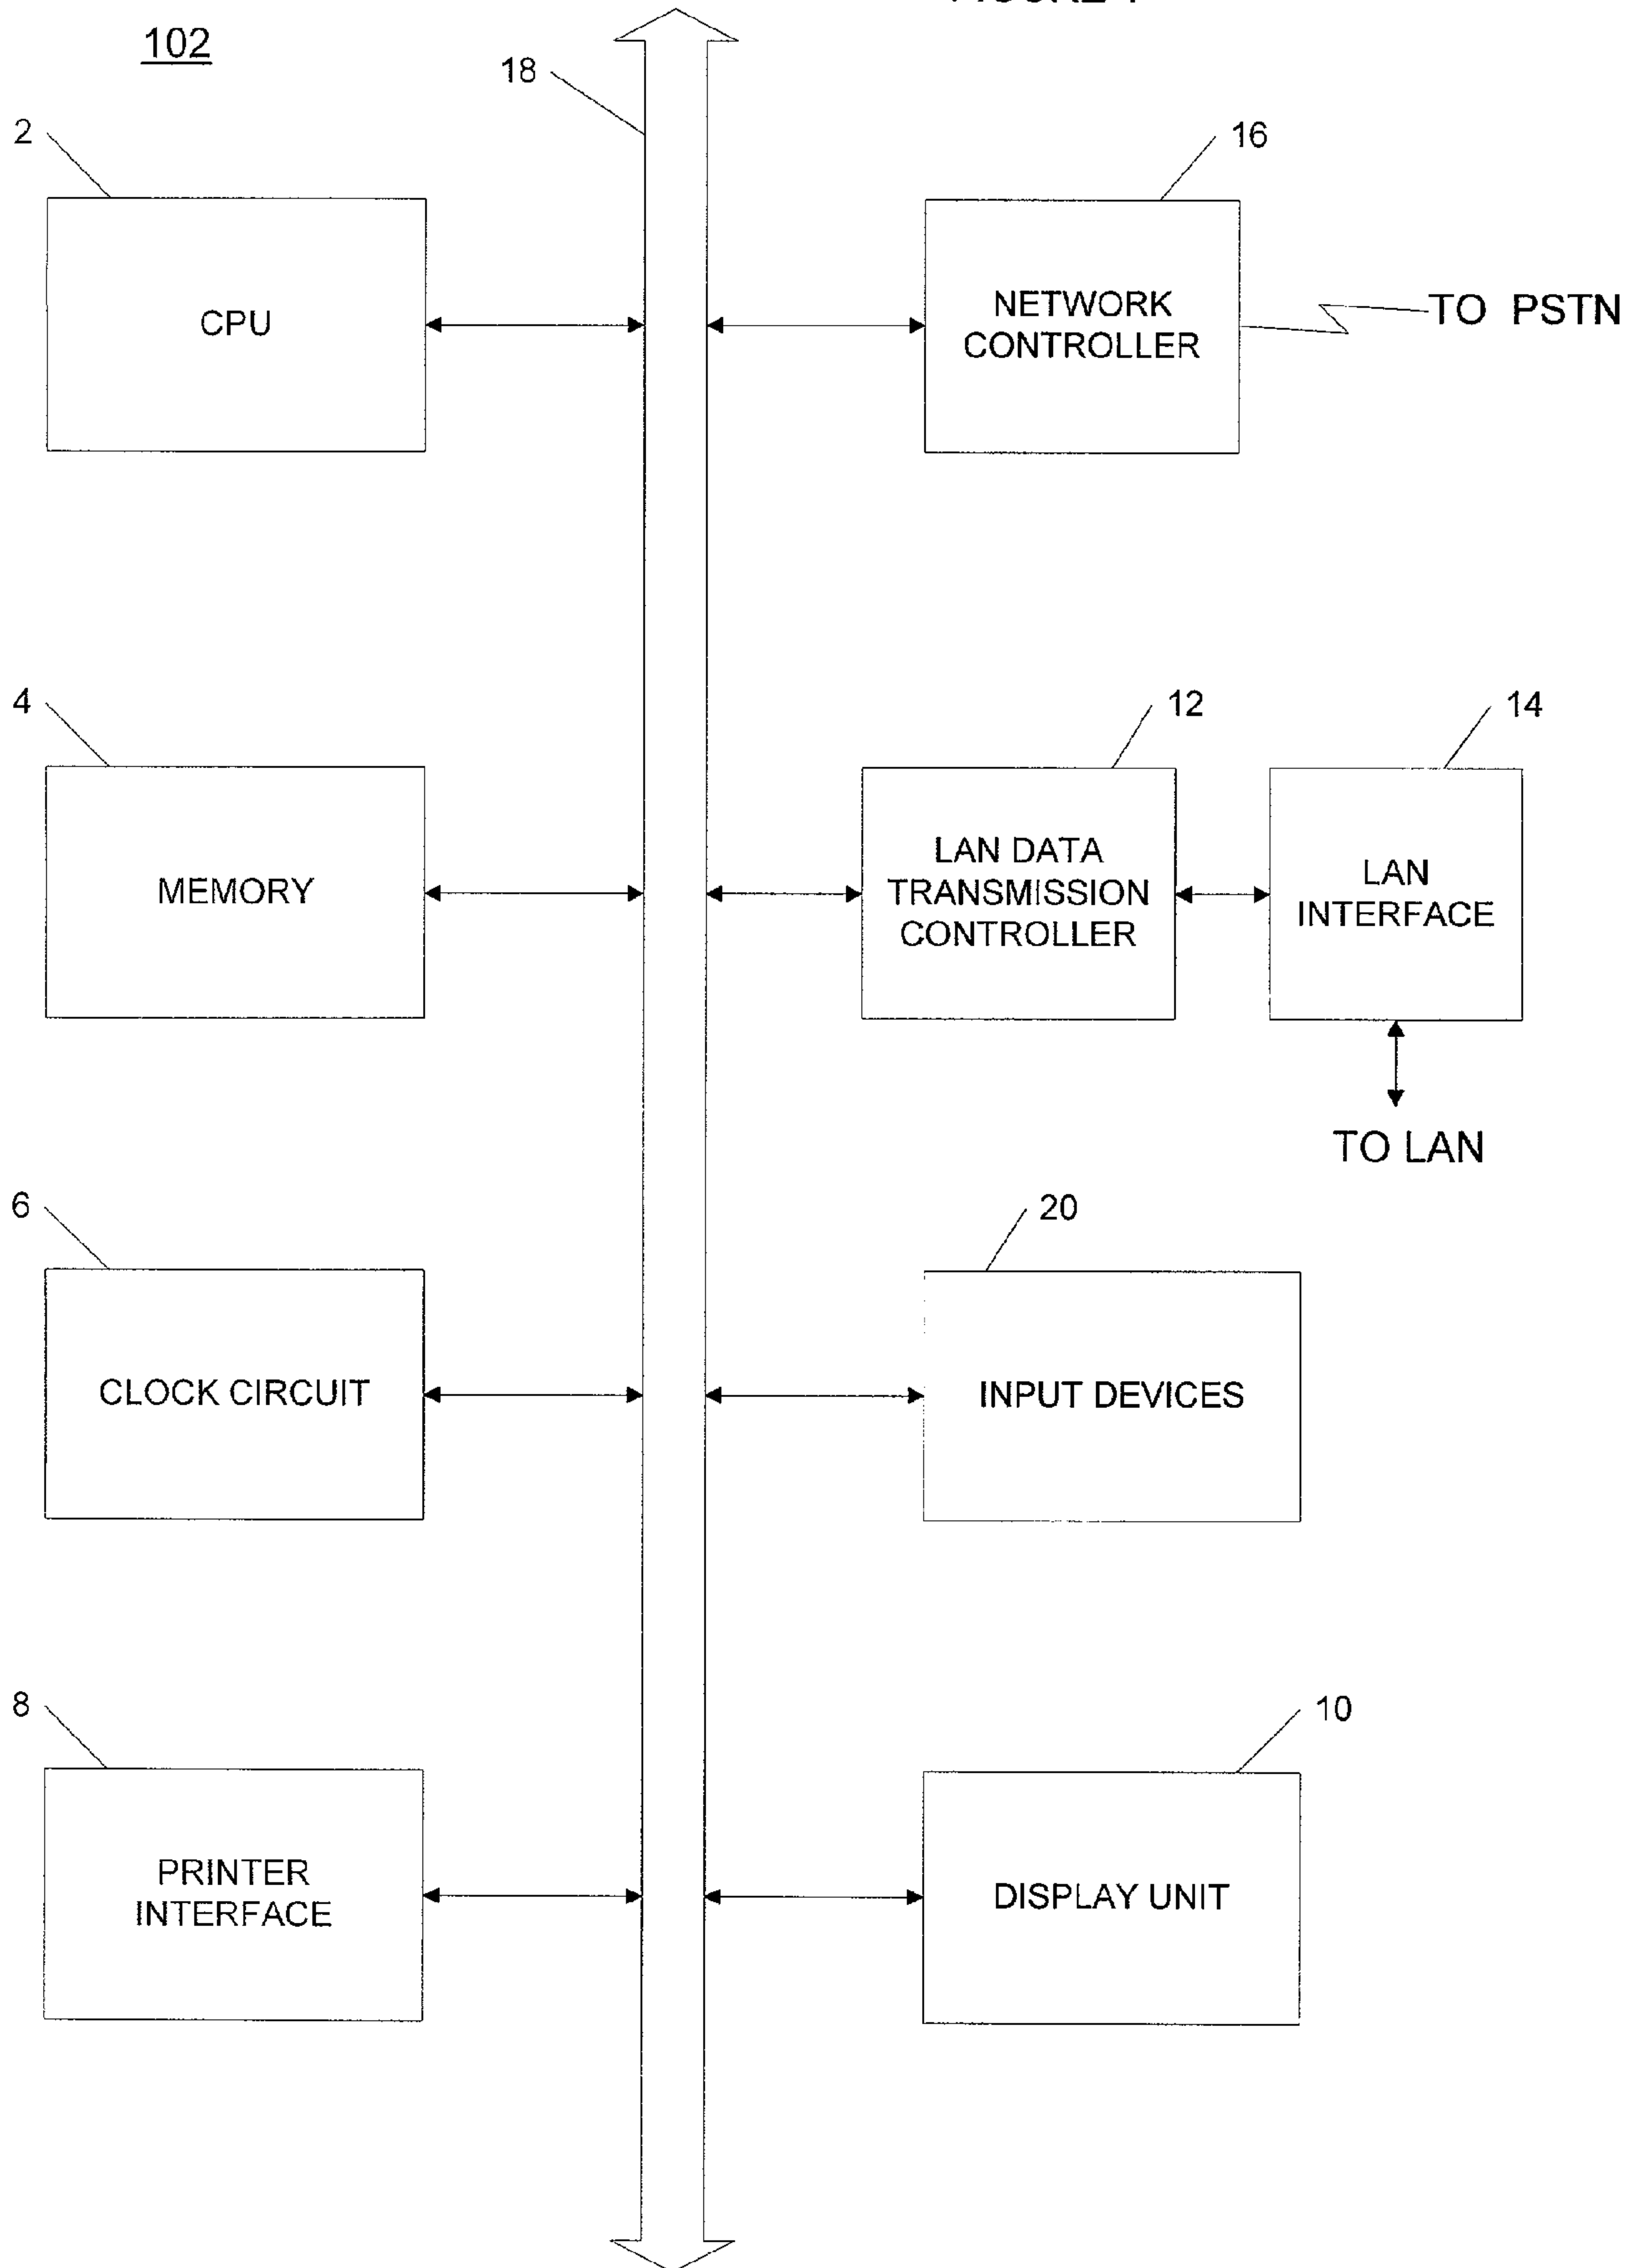 102
18
2
16
CPU
NETWORK
CONTROLLER
TO PSTN
4
12
14
MEMORY
LAN DATA
TRANSMISSION
CONTROLLER
LAN
INTERFACE
TO LAN
6
20
CLOCK CIRCUIT
INPUT DEVICES
8
10
PRINTER
INTERFACE
DISPLAY UNIT